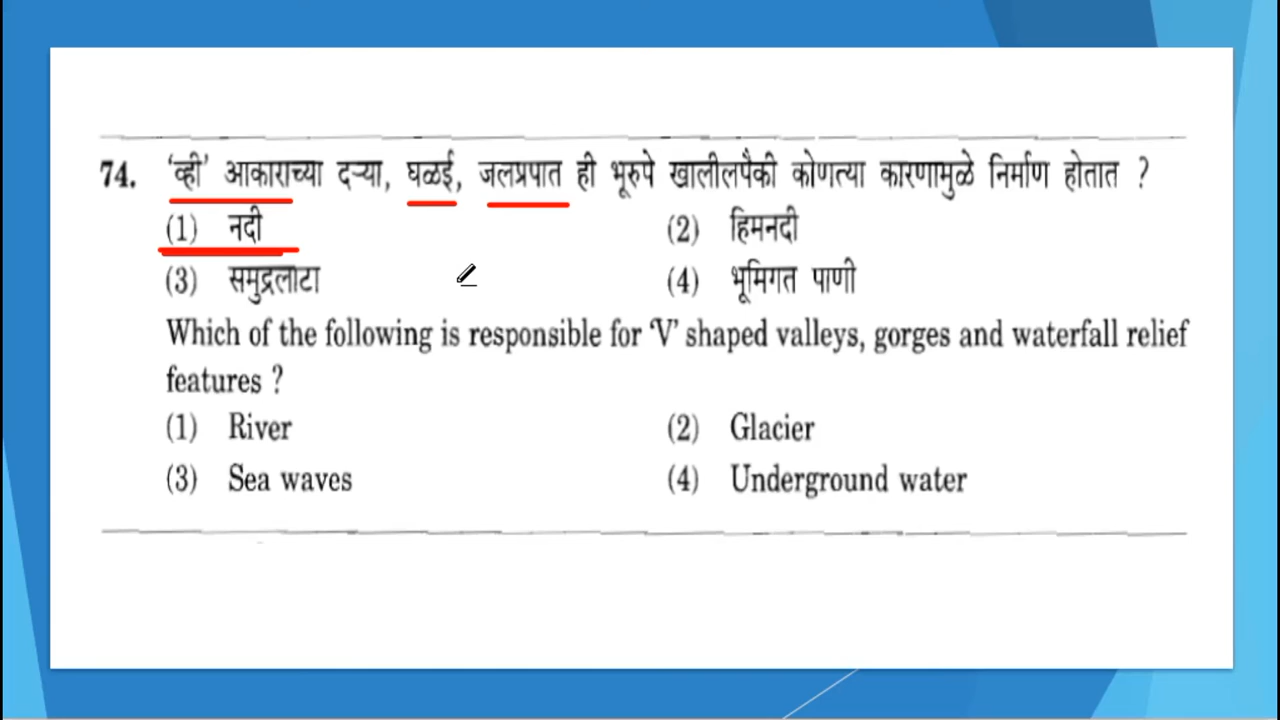 74. ‘व्ही’ आकाराच्या दऱ्या, घळई, जलप्रपात ही भूरुपे खालीलपैकी कोणत्या कारणामुळे निर्माण होतात ?
(1) नदी (2) हिमनदी
(3) समुद्रलाटा (4) भूमिगत पाणी
Which of the following is responsible for ‘V’ shaped valleys, gorges and waterfall relief
features ?
(1) River (2) Glacier
(3) Sea waves (4) Underground water